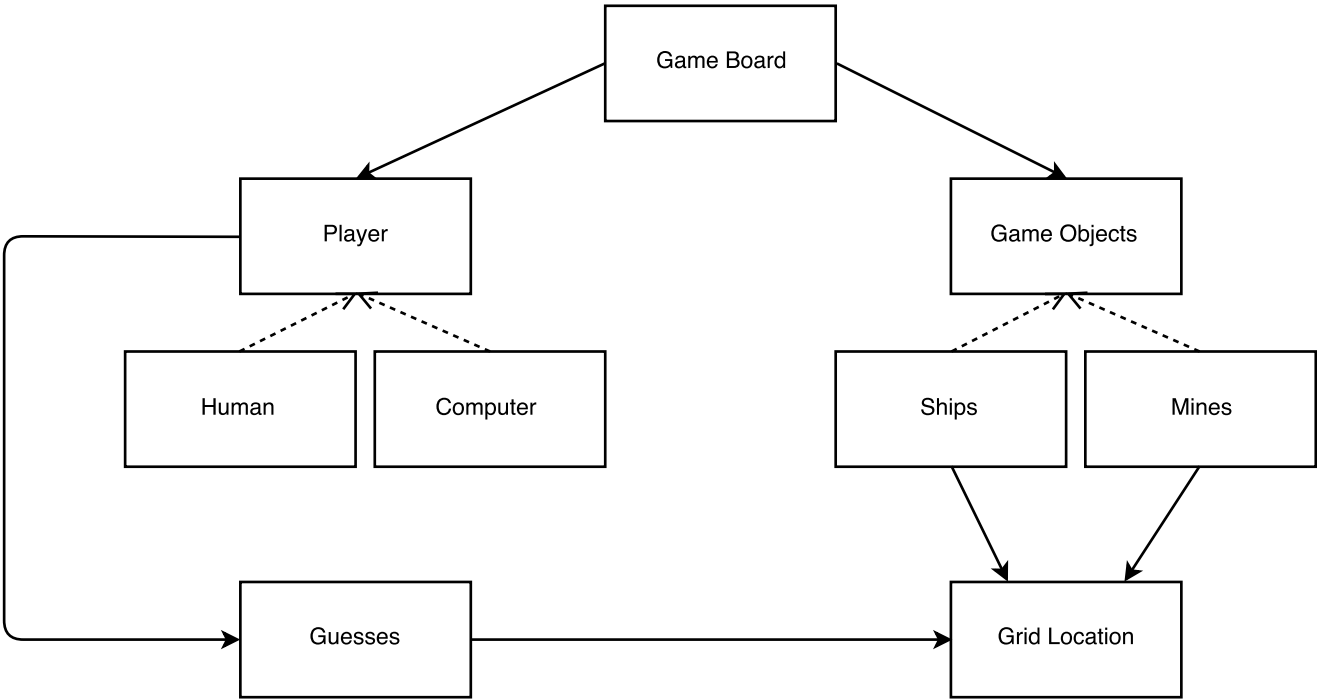 Game Board
Player
Game Objects
Human
Computer
Ships
Mines
Guesses
Grid Location